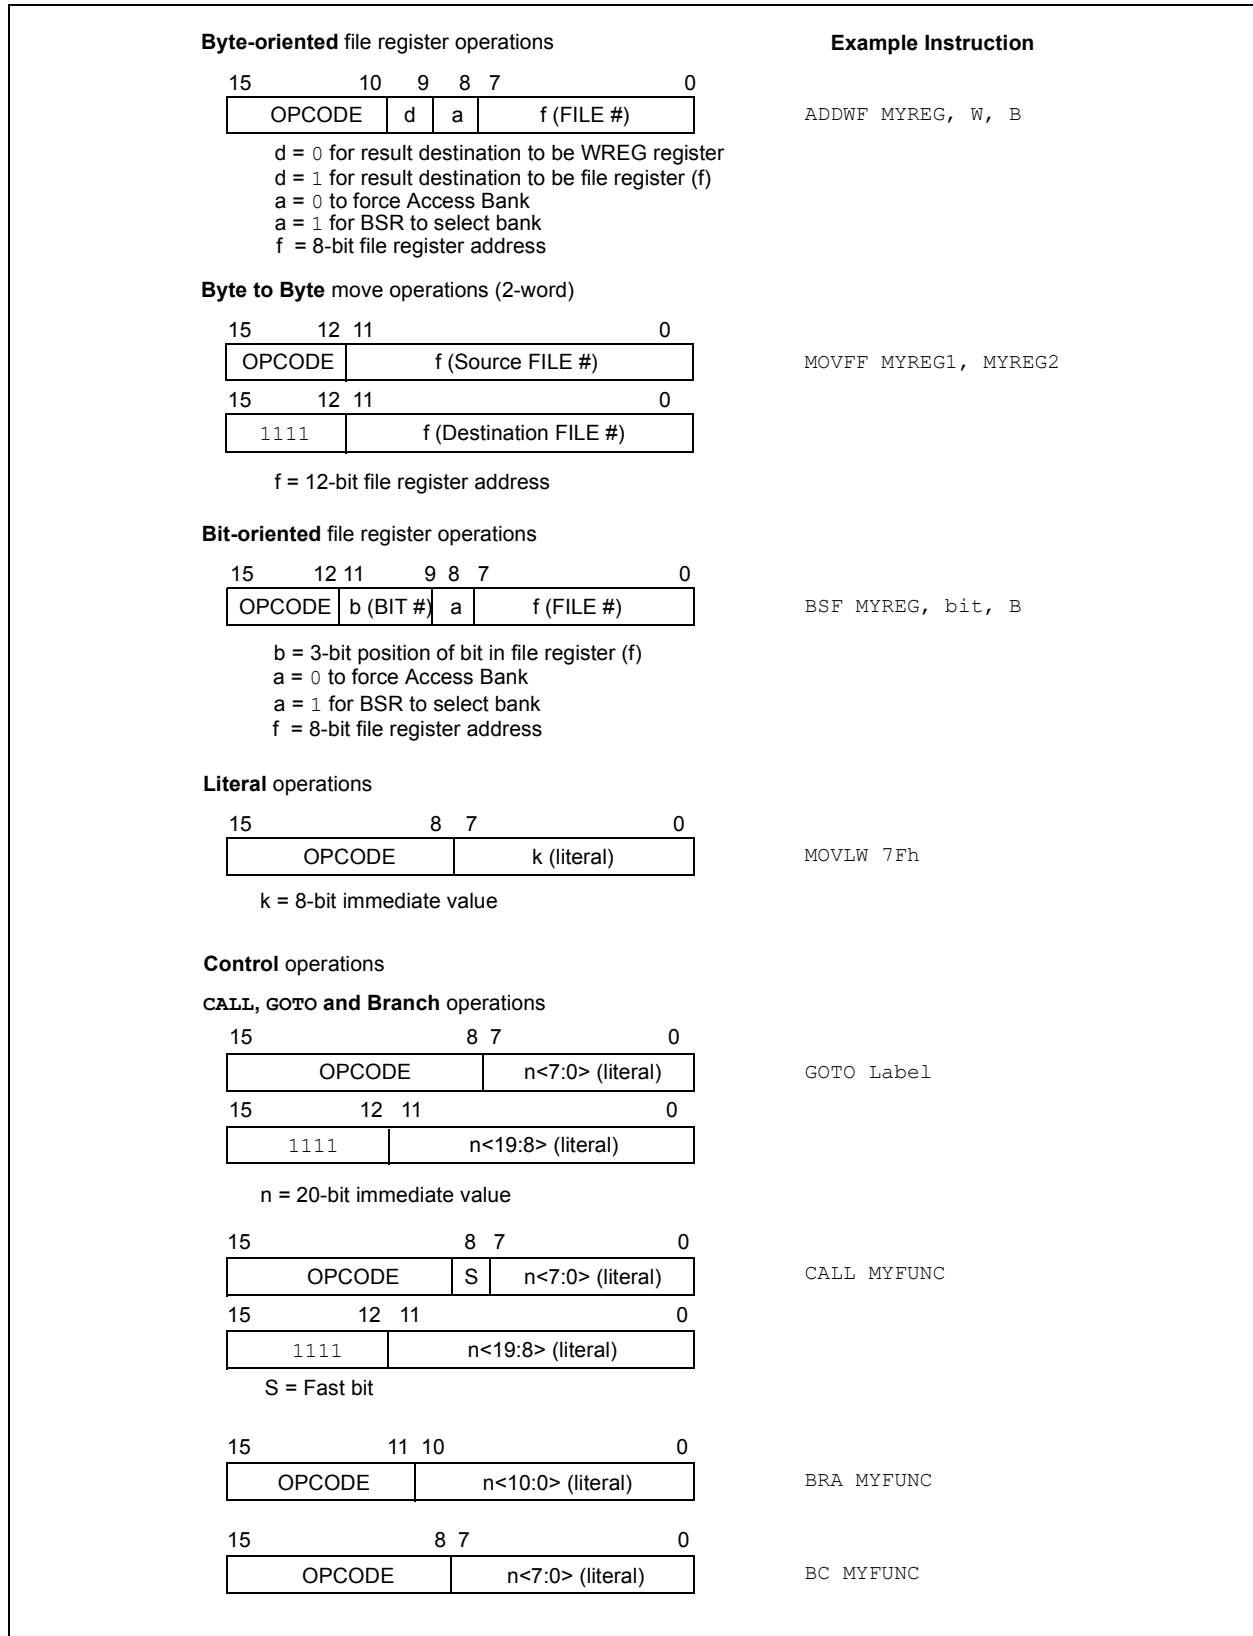 Byte-oriented file register operations Example Instruction
15 10 9 8 7 0
OPCODE d a f (FILE #) ADDWF MYREG, W, B
d = 0 for result destination to be WREG register
d = 1 for result destination to be file register (f)
a = 0 to force Access Bank
a = 1 for BSR to select bank
f = 8-bit file register address
Byte to Byte move operations (2-word)
15 12 11 0
OPCODE f (Source FILE #) MOVFF MYREG1, MYREG2
15 12 11 0
1111 f (Destination FILE #)
f = 12-bit file register address
Bit-oriented file register operations
15 12 11 9 8 7 0
OPCODE b (BIT #) a f (FILE #) BSF MYREG, bit, B
b = 3-bit position of bit in file register (f)
a = 0 to force Access Bank
a = 1 for BSR to select bank
f = 8-bit file register address
Literal operations
15 8 7 0
OPCODE k (literal) MOVLW 7Fh
k = 8-bit immediate value
Control operations
CALL, GOTO and Branch operations
15 8 7 0
OPCODE n<7:0> (literal) GOTO Label
15 12 11 0
1111 n<19:8> (literal)
n = 20-bit immediate value
15 8 7 0
OPCODE S n<7:0> (literal) CALL MYFUNC
15 12 11 0
1111 n<19:8> (literal)
S = Fast bit
15 11 10 0
OPCODE n<10:0> (literal) BRA MYFUNC
15 8 7 0
OPCODE n<7:0> (literal) BC MYFUNC